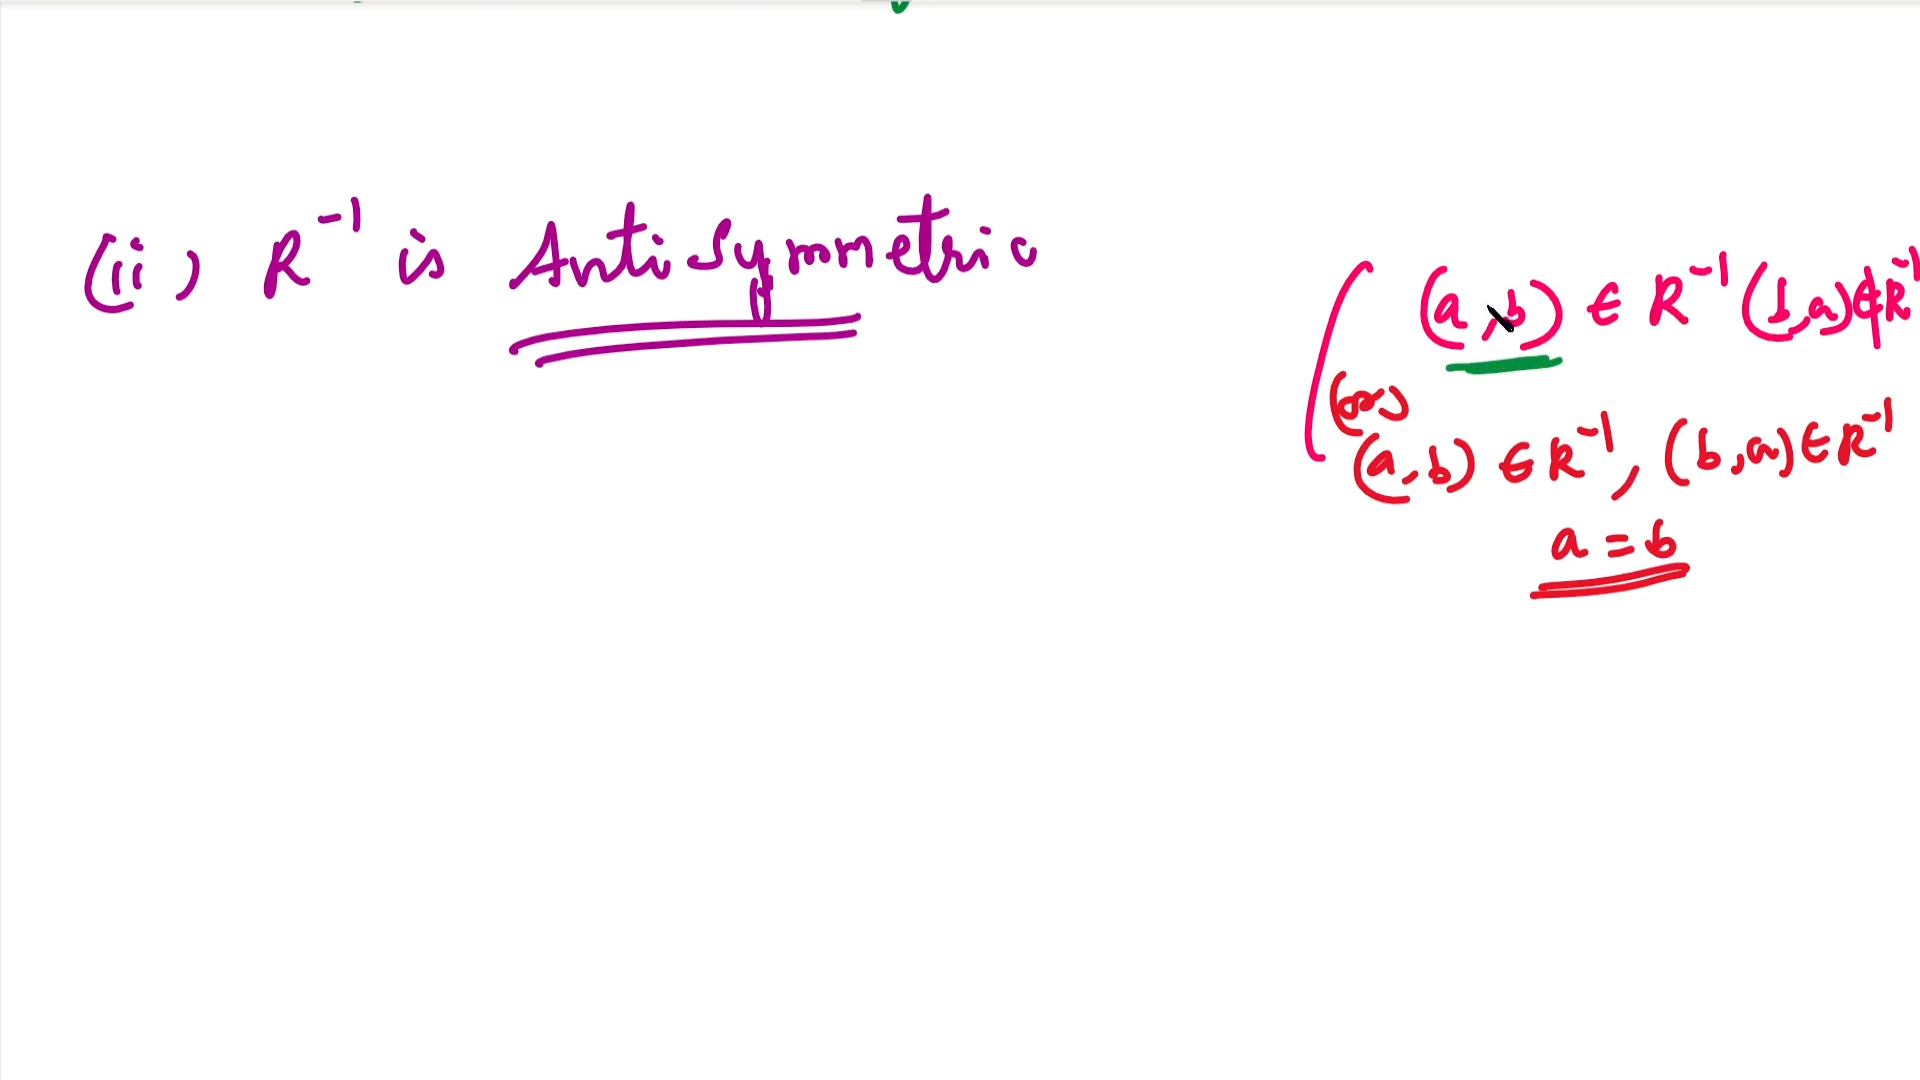 (ii) R⁻¹ is Antisymmetric
(a,b) ∈ R⁻¹ (b,a) ∉ R⁻¹
(or)
(a,b) ∈ R⁻¹, (b,a) ∈ R⁻¹
a = b